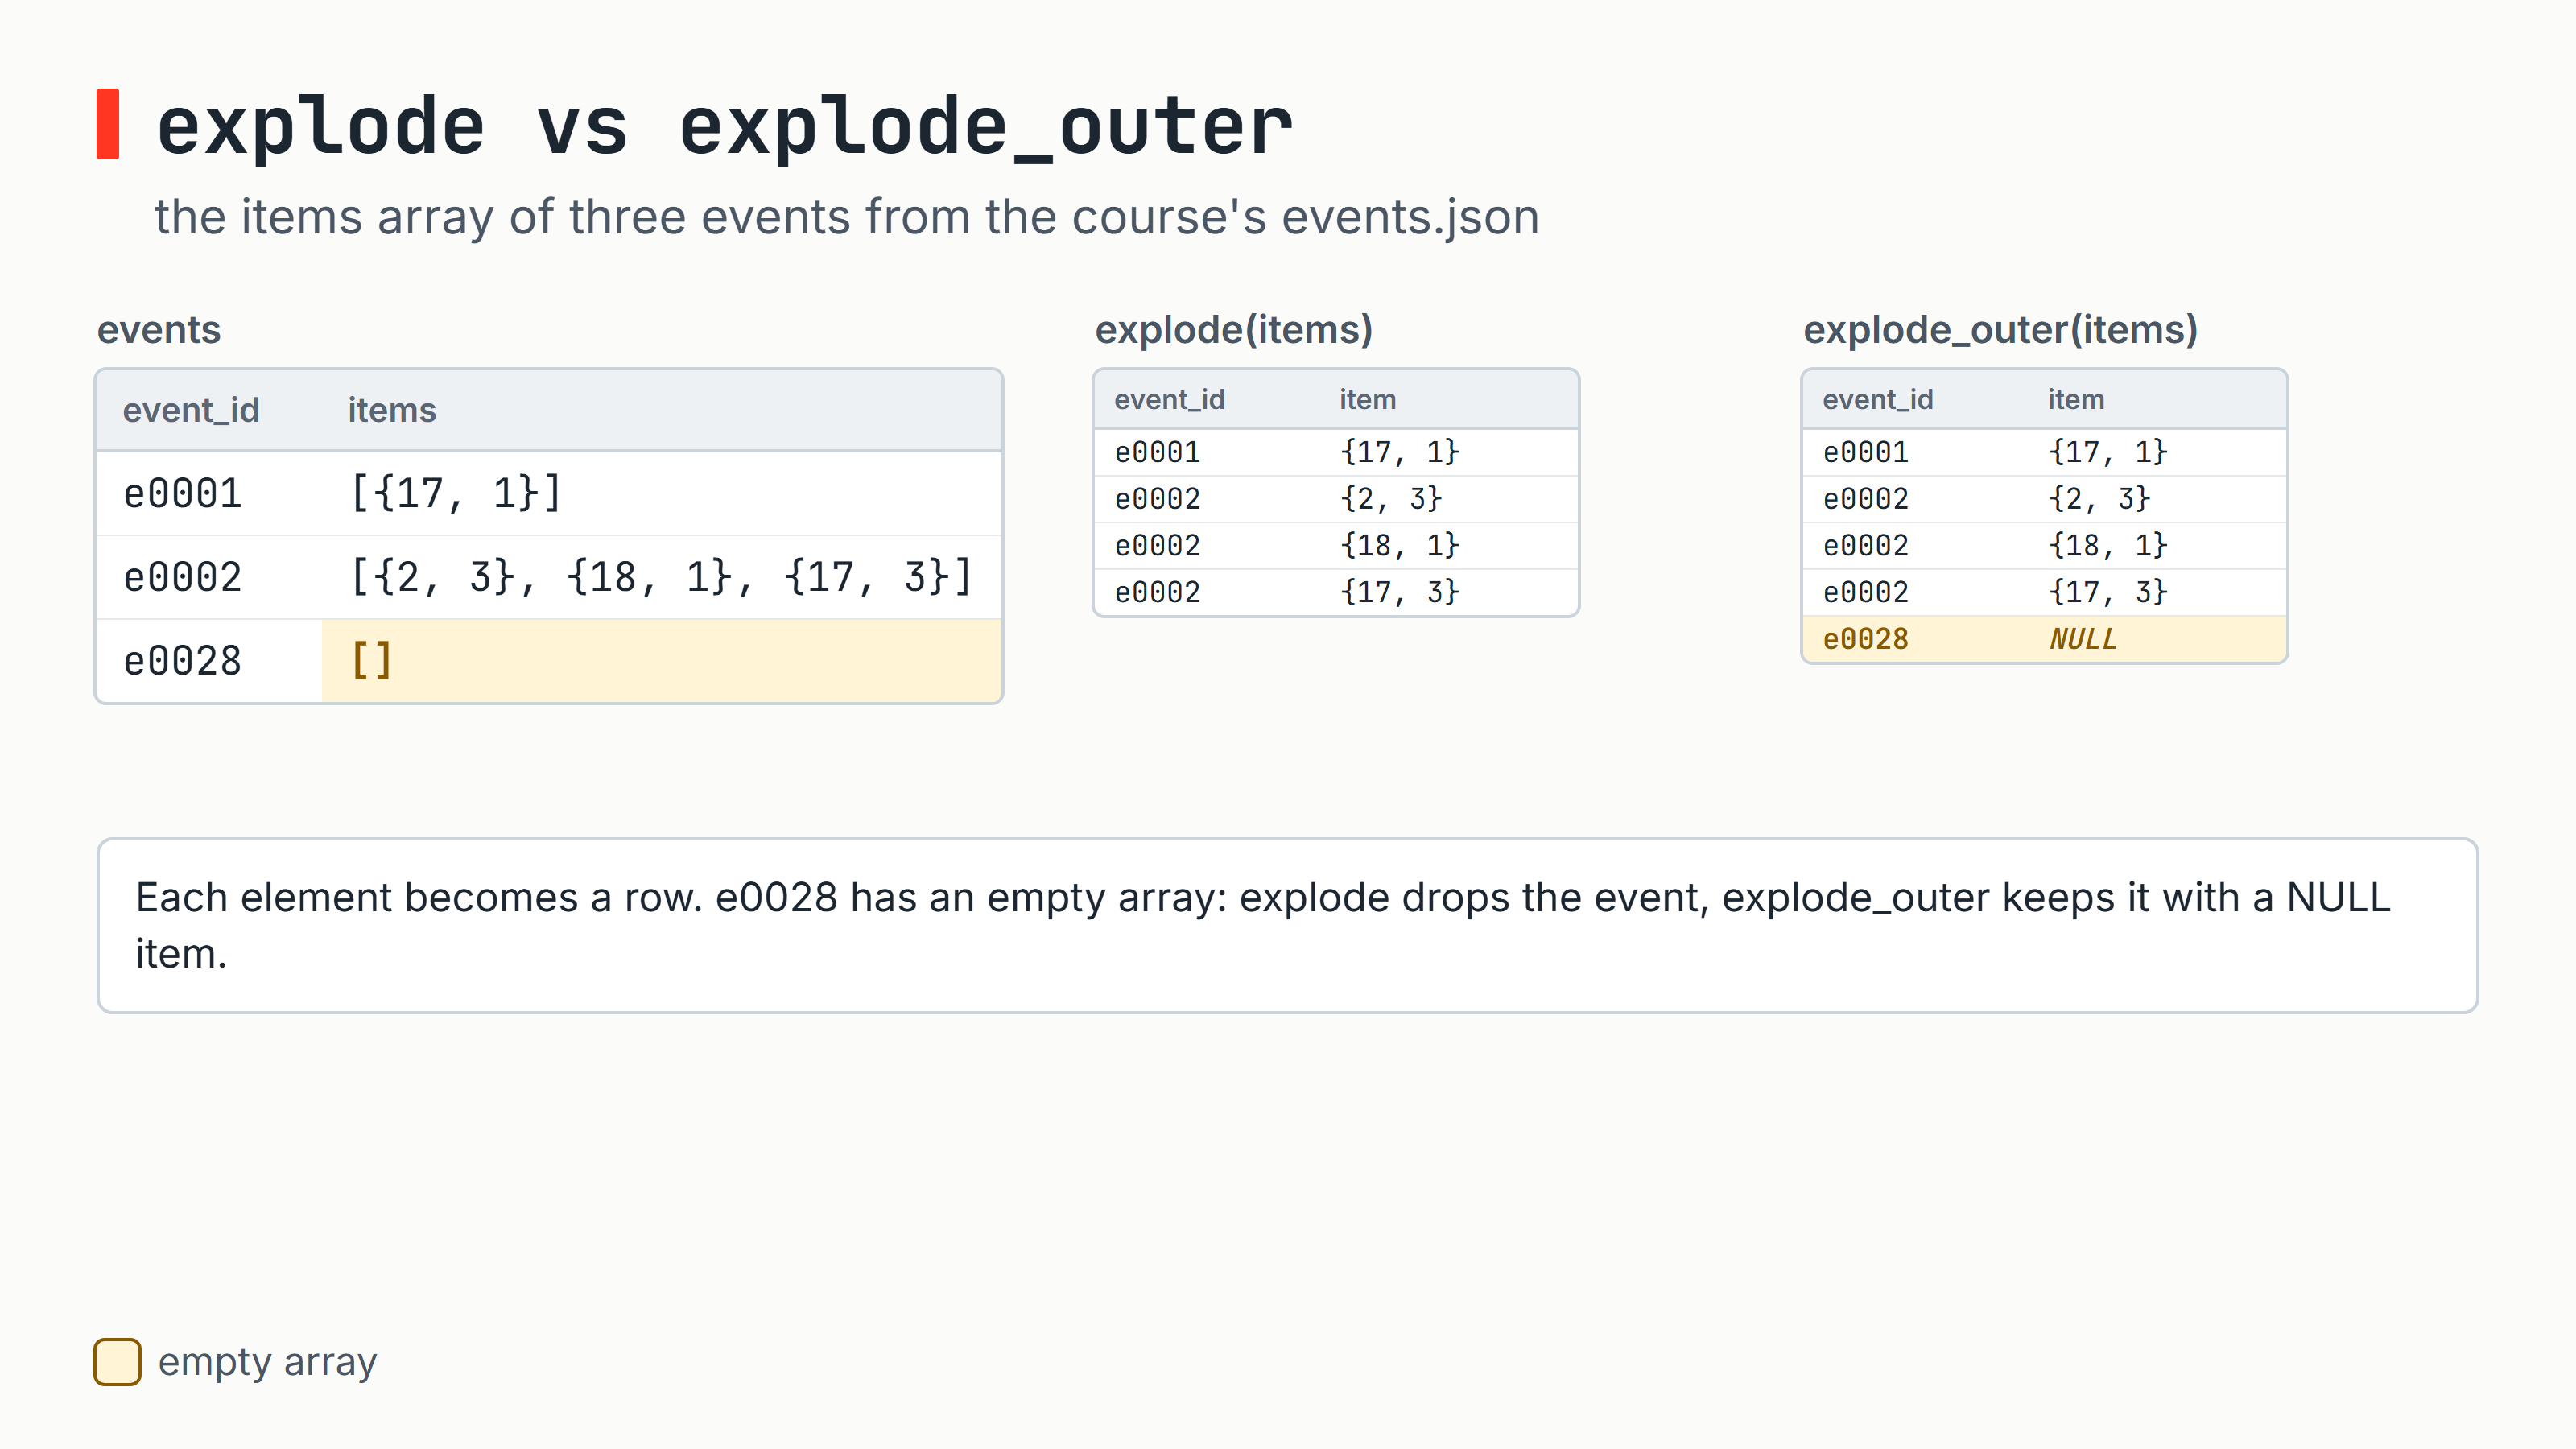 explode vs explode_outer
the items array of three events from the course's events.json
events
event_id items
e0001 [{17, 1}]
e0002 [{2, 3}, {18, 1}, {17, 3}]
e0028 []
explode(items)
event_id item
e0001 {17, 1}
e0002 {2, 3}
e0002 {18, 1}
e0002 {17, 3}
explode_outer(items)
event_id item
e0001 {17, 1}
e0002 {2, 3}
e0002 {18, 1}
e0002 {17, 3}
e0028 NULL
Each element becomes a row. e0028 has an empty array: explode drops the event, explode_outer keeps it with a NULL
item.
empty array